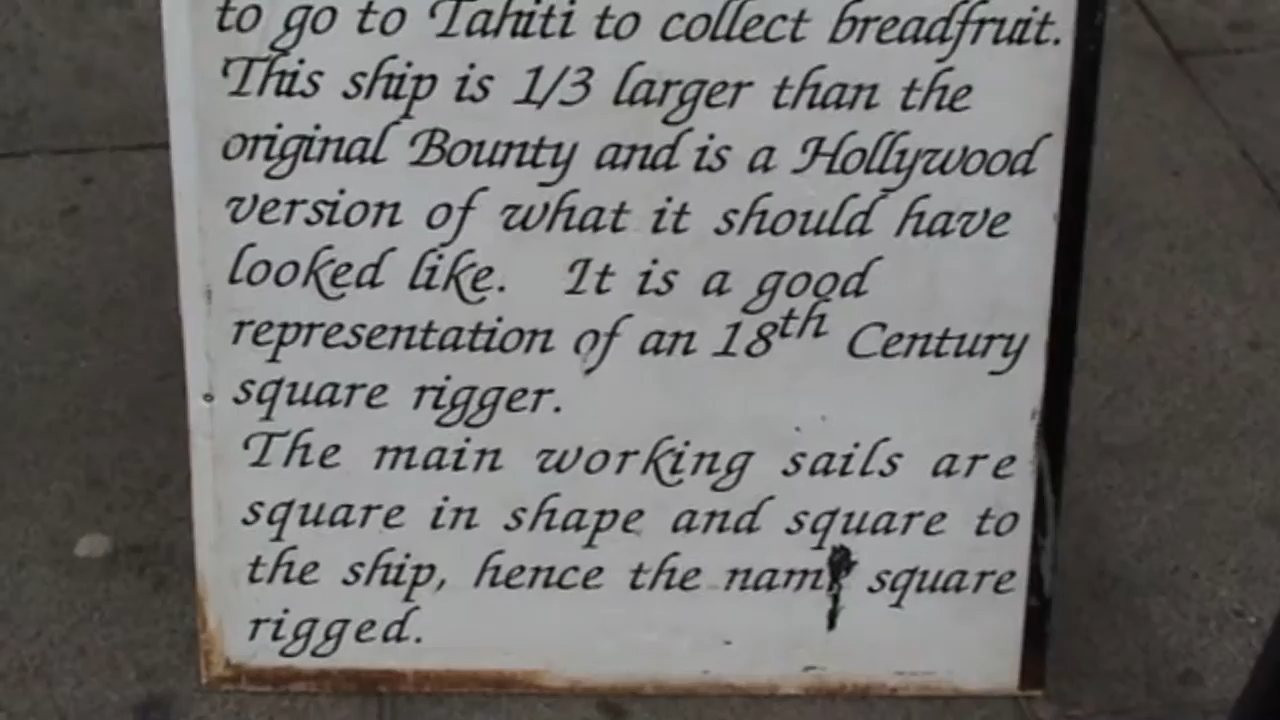 to go to Tahiti to collect breadfruit.
This ship is 1/3 larger than the
original Bounty and is a Hollywood
version of what it should have
looked like. It is a good
representation of an 18th Century
square rigger.
The main working sails are
square in shape and square to
the ship, hence the name square
rigged.